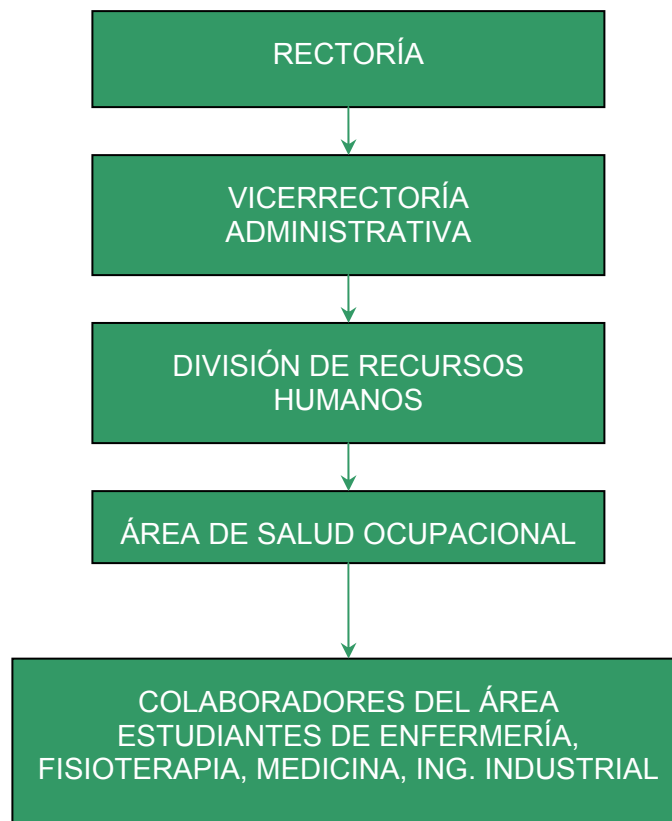 RECTORÍA
VICERRECTORÍA
ADMINISTRATIVA
DIVISIÓN DE RECURSOS
HUMANOS
ÁREA DE SALUD OCUPACIONAL
COLABORADORES DEL ÁREA
ESTUDIANTES DE ENFERMERÍA,
FISIOTERAPIA, MEDICINA, ING. INDUSTRIAL